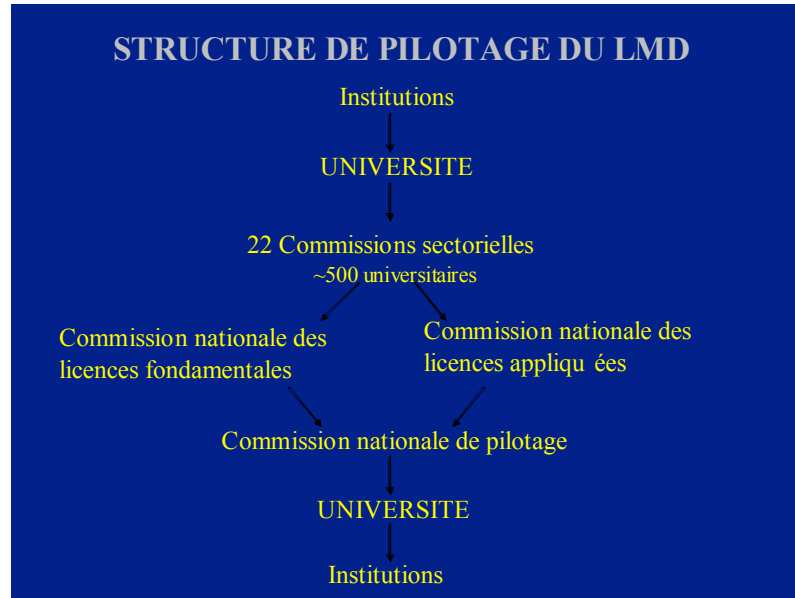 STRUCTURE DE PILOTAGE DU LMD
Institutions
UNIVERSITE
22 Commissions sectorielles
~500 universitaires
Commission nationale des
licences fondamentales
Commission nationale des
licences appliqu ées
Commission nationale de pilotage
UNIVERSITE
Institutions